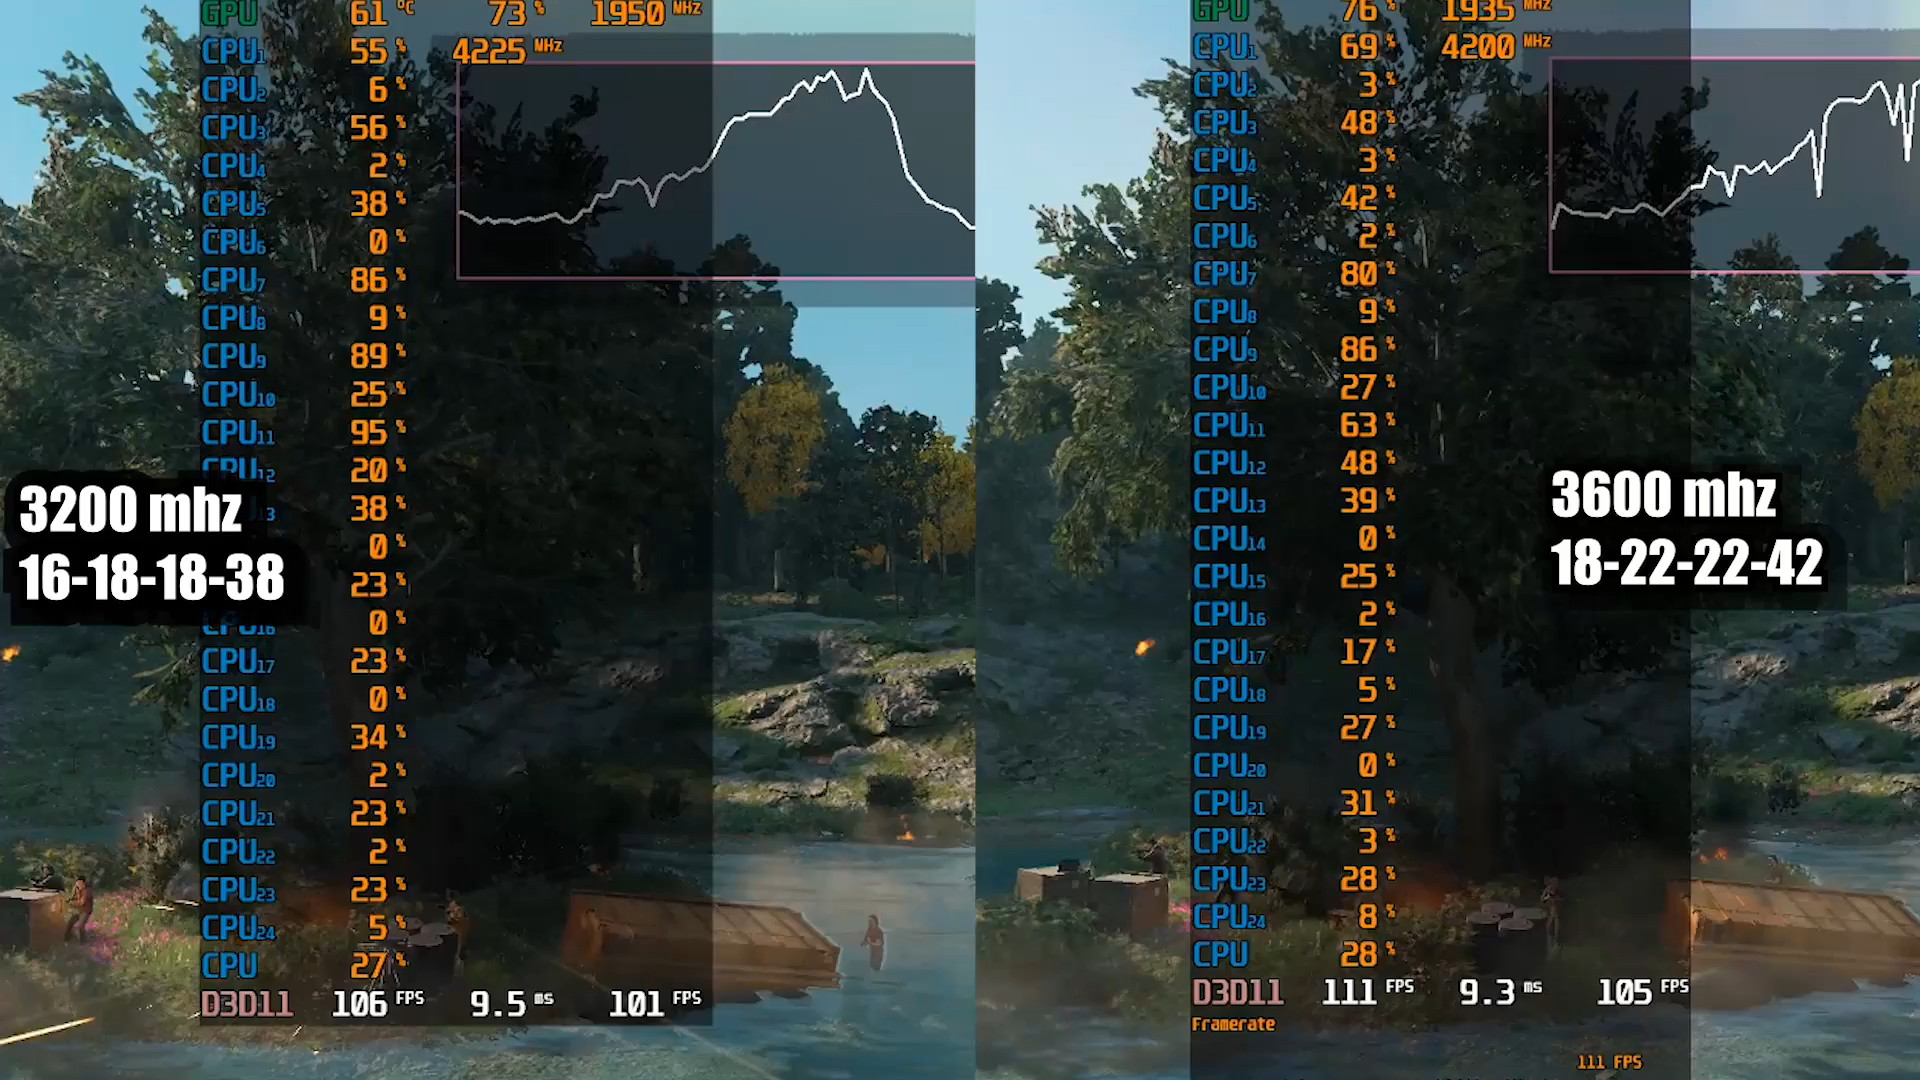 GPU 61 °C 73 % 1950 MHz
CPU1 55 % 4225 MHz
CPU2 6 %
CPU3 56 %
CPU4 2 %
CPU5 38 %
CPU6 0 %
CPU7 86 %
CPU8 9 %
CPU9 89 %
CPU10 25 %
CPU11 95 %
CPU12 20 %
13 38 %
0 %
23 %
CPU16 0 %
CPU17 23 %
CPU18 0 %
CPU19 34 %
CPU20 2 %
CPU21 23 %
CPU22 2 %
CPU23 23 %
CPU24 5 %
CPU 27 %
D3D11 106 FPS 9.5 ms 101 FPS
3200 mhz
16-18-18-38
GPU 76 % 1935 MHz
CPU1 69 % 4200 MHz
CPU2 3 %
CPU3 48 %
CPU4 3 %
CPU5 42 %
CPU6 2 %
CPU7 80 %
CPU8 9 %
CPU9 86 %
CPU10 27 %
CPU11 63 %
CPU12 48 %
CPU13 39 %
CPU14 0 %
CPU15 25 %
CPU16 2 %
CPU17 17 %
CPU18 5 %
CPU19 27 %
CPU20 0 %
CPU21 31 %
CPU22 3 %
CPU23 28 %
CPU24 8 %
CPU 28 %
D3D11 111 FPS 9.3 ms 105 FPS
Framerate
111 FPS
3600 mhz
18-22-22-42